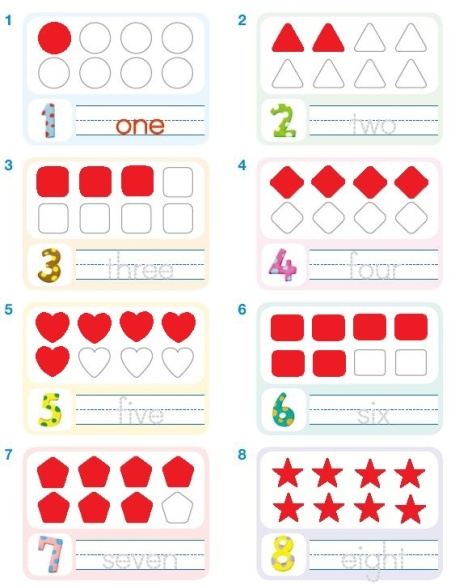 1
1 one
2
2 two
3
3 three
4
4 four
5
5 five
6
6 six
7
7 seven
8
8 eight